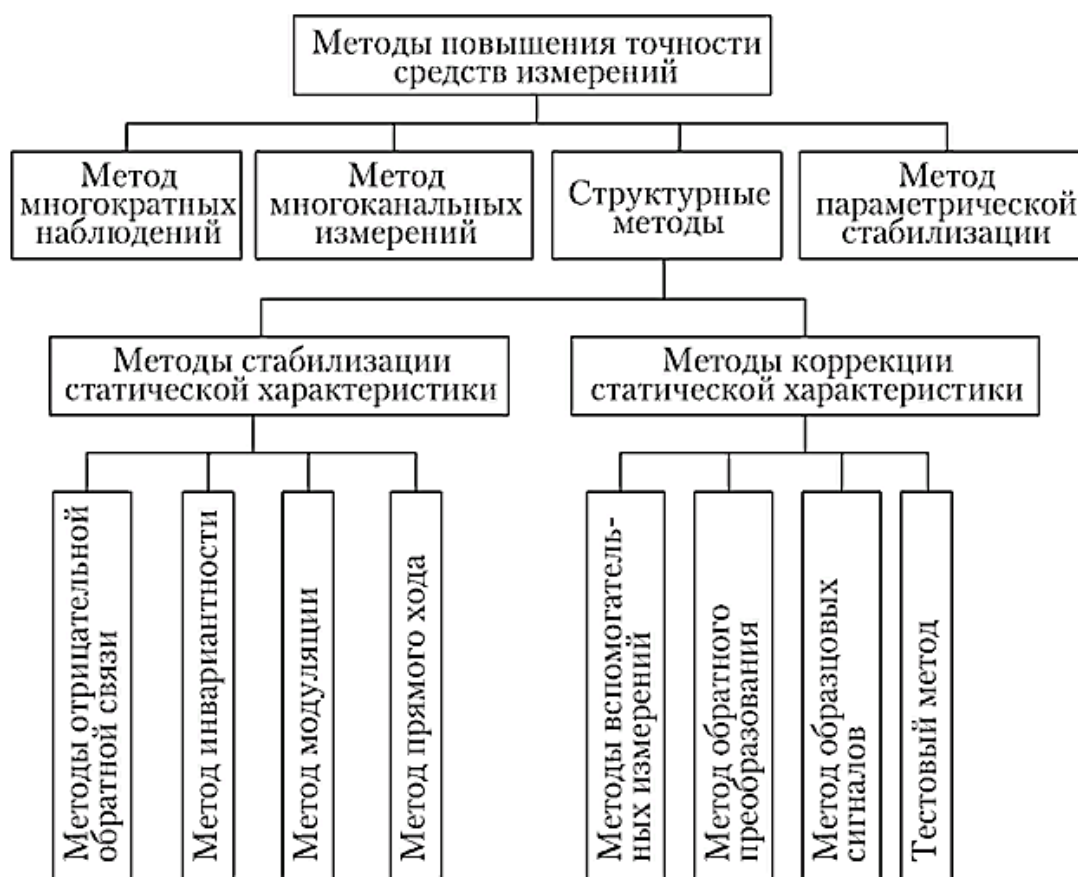 Методы повышения точности
средств измерений
Метод
многократных
наблюдений
Метод
многоканальных
измерений
Структурные
методы
Метод
параметрической
стабилизации
Методы стабилизации
статической характеристики
Методы коррекции
статической характеристики
Методы отрицательной
обратной связи
Метод инвариантности
Метод модуляции
Метод прямого хода
Методы вспомогатель-
ных измерений
Метод обратного
преобразования
Метод образцовых
сигналов
Тестовый метод